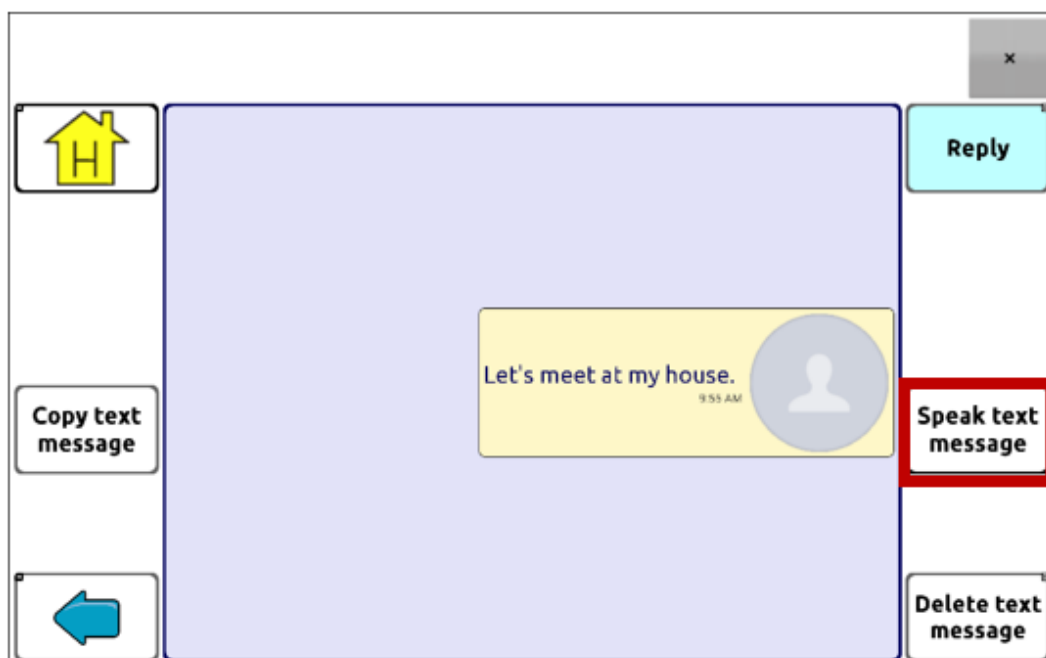 ×
H
Reply
Let's meet at my house.
9:55 AM
Copy text
message
Speak text
message
Delete text
message